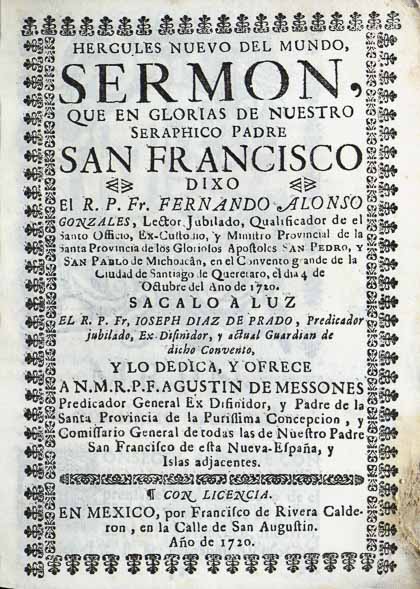 HERCULES NUEVO DEL MUNDO,
SERMON,
QUE EN GLORIAS DE NUESTRO
SERAPHICO PADRE
SAN FRANCISCO
DIXO
El R. P. Fr. FERNANDO ALONSO
GONZALES, Lector Jubilado, Qualificador de el
Santo Officio, Ex-Custodio, y Ministro Provincial de la
Santa Provincia de los Gloriosos Apostoles SAN PEDRO, y
SAN PABLO de Michoacàn, en el Convento grande de la
Ciudad de Santiago de Queretaro, el dia 4 de
Octubre del Año de 1720.
SACALO A LUZ
EL R. P. Fr. IOSEPH DIAZ DE PRADO, Predicador
jubilado, Ex-Difinidor, y actual Guardian de
dicho Convento,
Y LO DEDICA, Y OFRECE
A N. M. R. P. F. AGUSTIN DE MESSONES
Predicador General Ex Difinidor, y Padre de la
Santa Provincia de la Purissima Concepcion, y
Comissario General de todas las de Nuestro Padre
San Francisco de esta Nueva-España, y
Islas adjacentes.
¶ CON LICENCIA.
EN MEXICO, por Francisco de Rivera Calde-
ron, en la Calle de San Augustin.
Año de 1720.